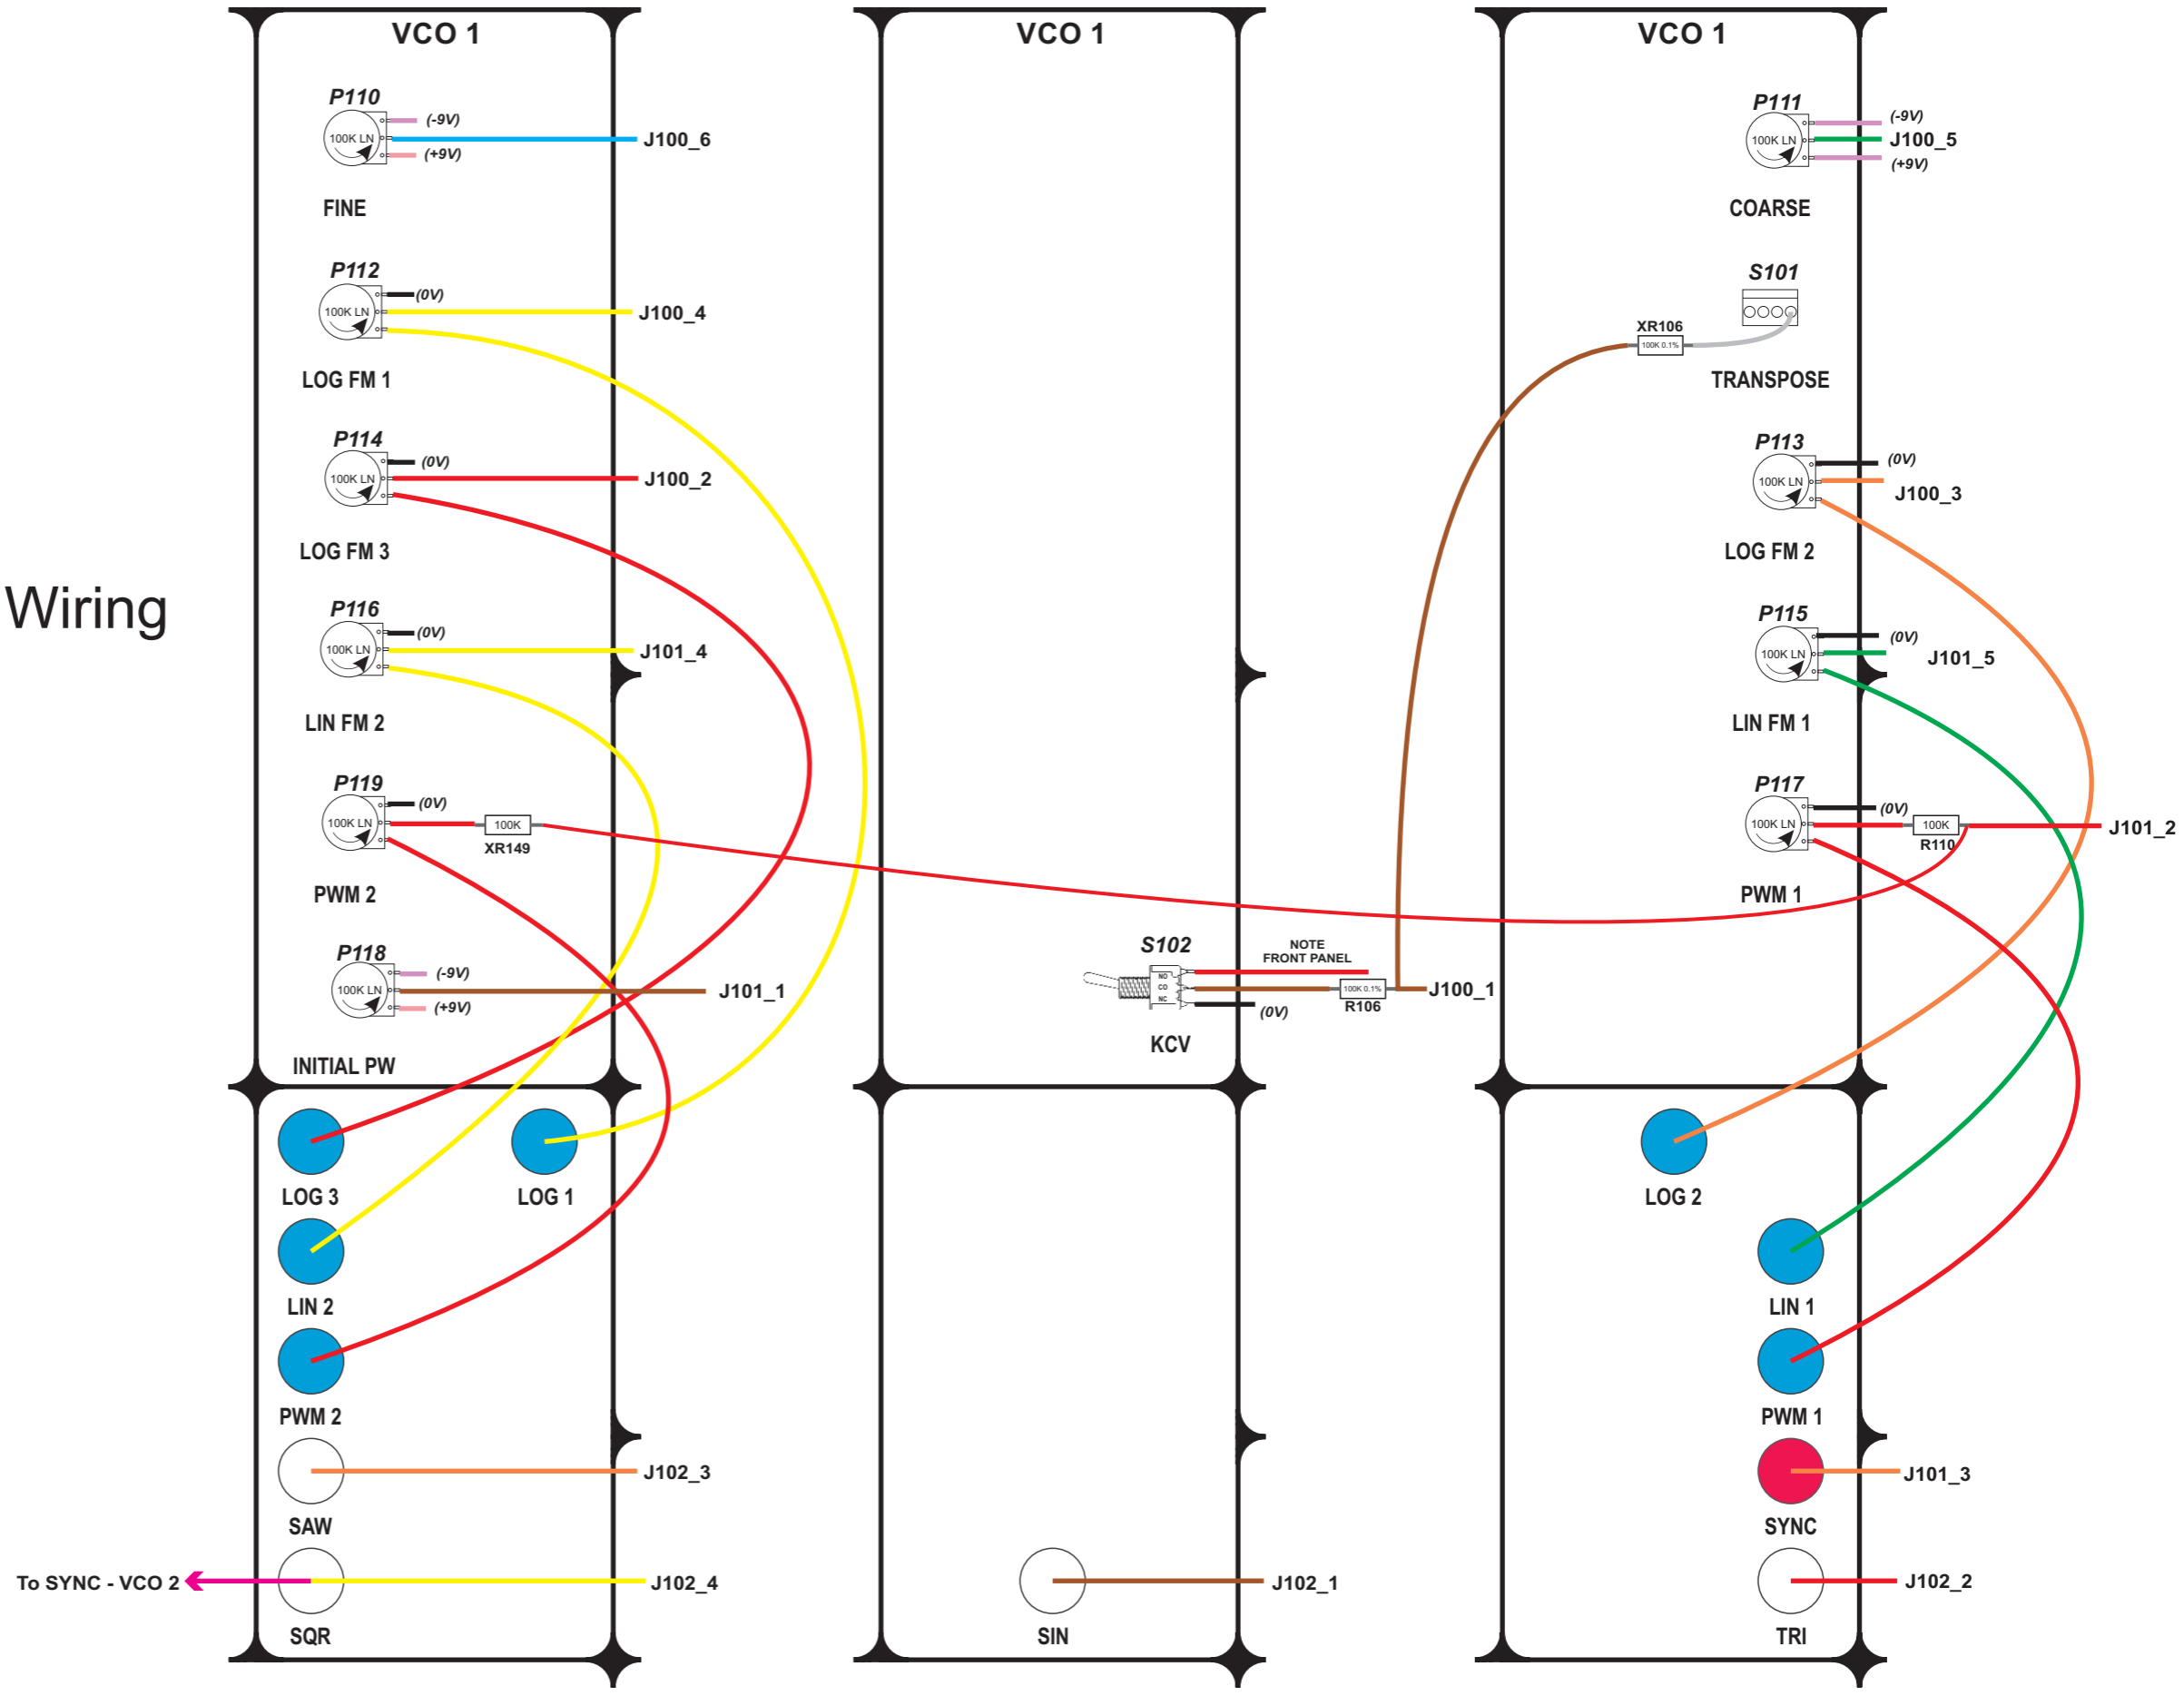 VCO 1
P110
100K LN
(-9V)
J100_6
(+9V)
FINE
P112
100K LN
(0V)
J100_4
LOG FM 1
P114
100K LN
(0V)
J100_2
LOG FM 3
Wiring
P116
100K LN
(0V)
J101_4
LIN FM 2
P119
100K LN
(0V)
100K
XR149
PWM 2
P118
100K LN
(-9V)
J101_1
(+9V)
INITIAL PW
LOG 3
LOG 1
LIN 2
PWM 2
J102_3
SAW
To SYNC - VCO 2
J102_4
SQR
VCO 1
S102
NO
CO
NC
NOTE
FRONT PANEL
100K 0.1%
R106
J100_1
(0V)
KCV
J102_1
SIN
VCO 1
P111
100K LN
(-9V)
J100_5
(+9V)
COARSE
S101
XR106
100K 0.1%
TRANSPOSE
P113
100K LN
(0V)
J100_3
LOG FM 2
P115
100K LN
(0V)
J101_5
LIN FM 1
P117
100K LN
(0V)
100K
R110
J101_2
PWM 1
LOG 2
LIN 1
PWM 1
J101_3
SYNC
J102_2
TRI